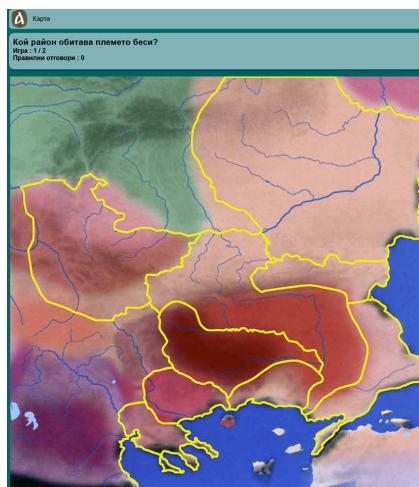 Карта
Кой район обитава племето беси?
Игра : 1 / 2
Правилни отговори : 0